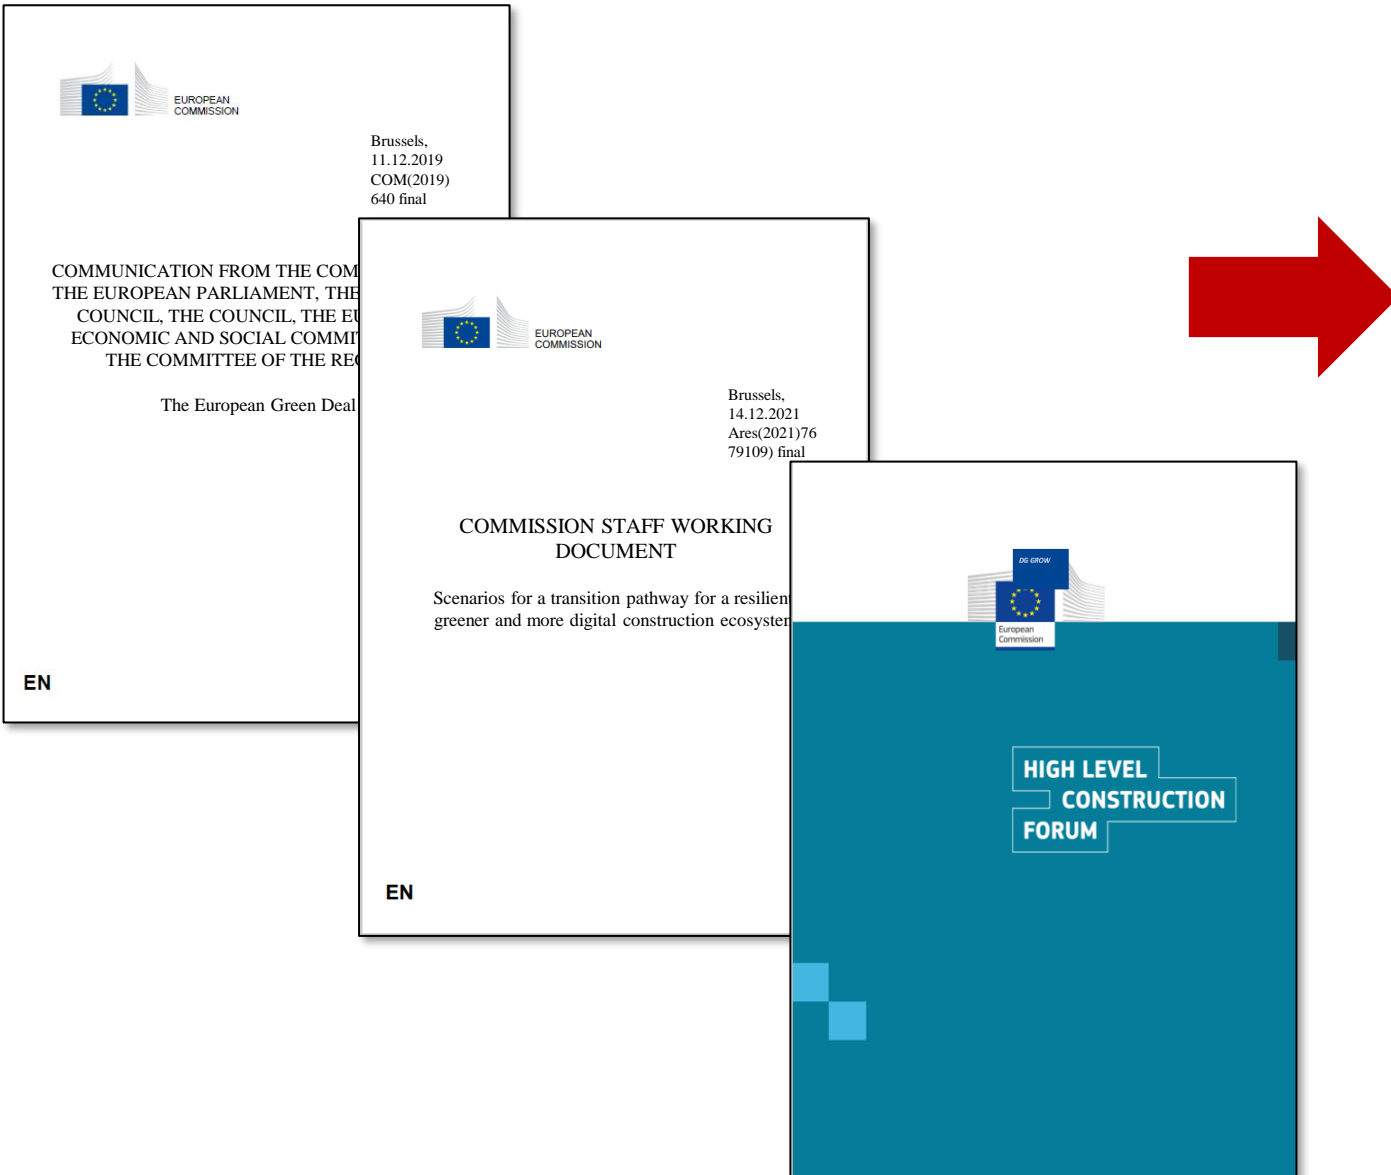 EUROPEAN
COMMISSION
Brussels,
11.12.2019
COM(2019)
640 final
COMMUNICATION FROM THE COM
THE EUROPEAN PARLIAMENT, THE
COUNCIL, THE COUNCIL, THE EU
ECONOMIC AND SOCIAL COMMIT
THE COMMITTEE OF THE REG
The European Green Deal
EN
EUROPEAN
COMMISSION
Brussels,
14.12.2021
Ares(2021)76
79109) final
COMMISSION STAFF WORKING
DOCUMENT
Scenarios for a transition pathway for a resilient
greener and more digital construction ecosystem
EN
DG GROW
European
Commission
HIGH LEVEL
CONSTRUCTION
FORUM